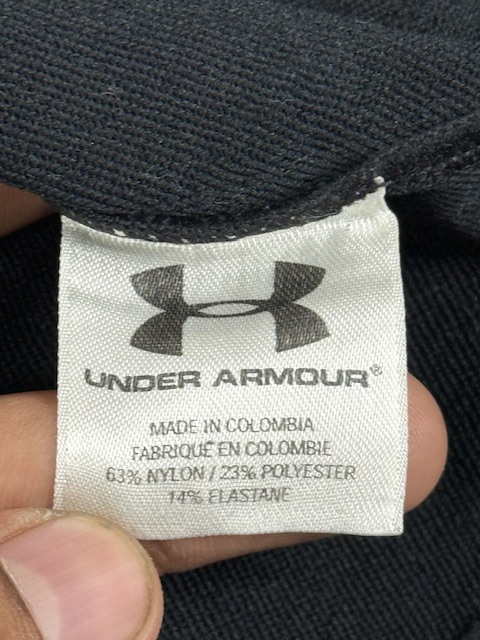 UNDER ARMOUR®
MADE IN COLOMBIA
FABRIQUÉ EN COLOMBIE
63% NYLON / 23% POLYESTER
14% ELASTANE